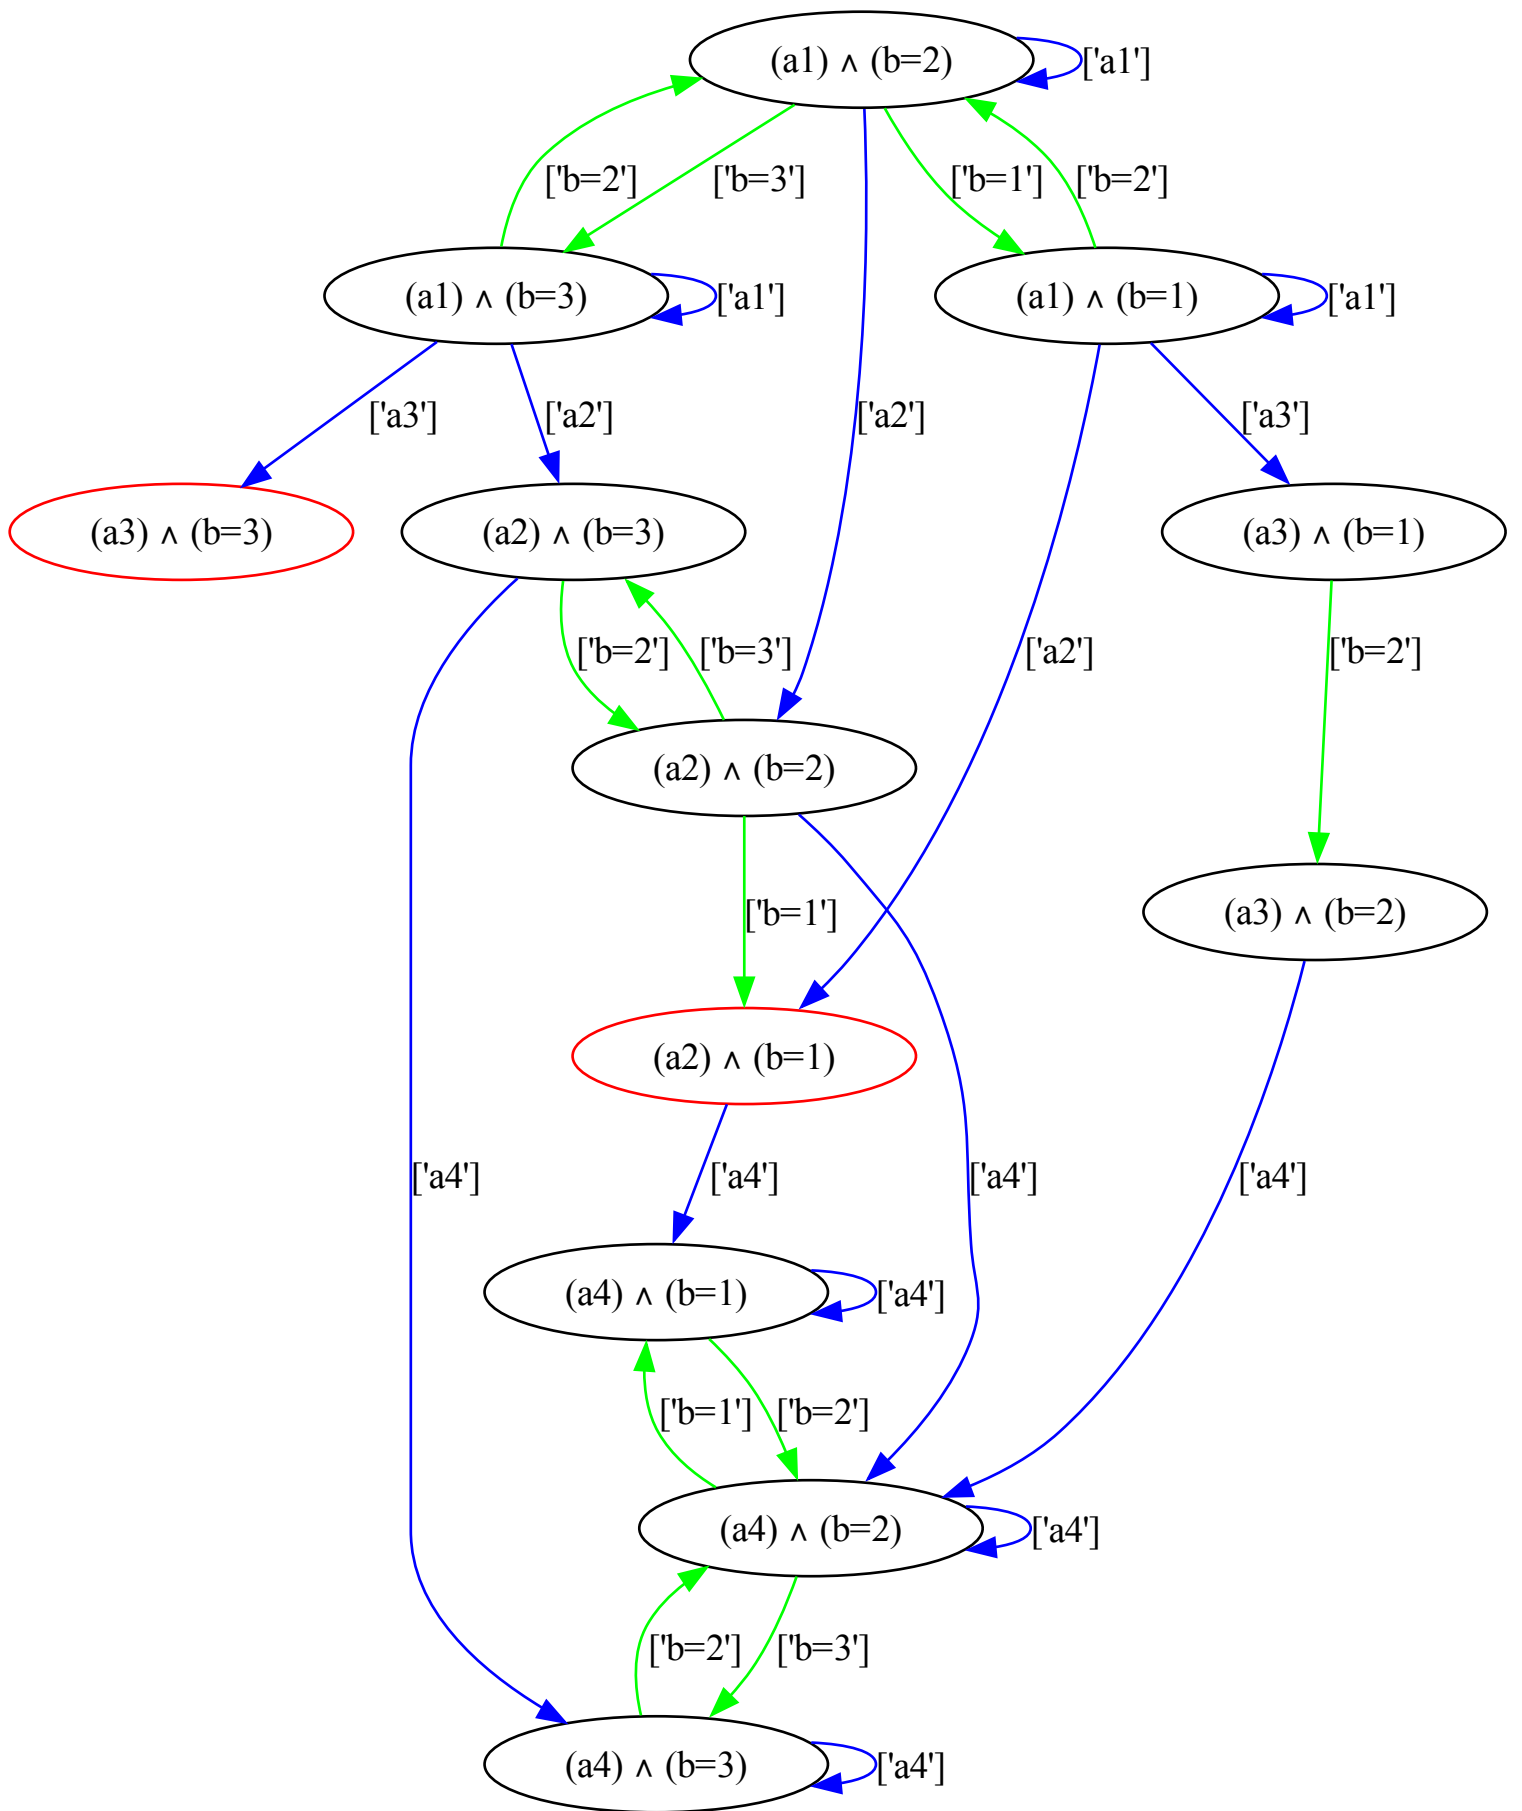 (a1) ∧ (b=2)
['a1']
['b=2']
['b=3']
['b=1']
['b=2']
(a1) ∧ (b=3)
['a1']
(a1) ∧ (b=1)
['a1']
['a3']
['a2']
['a2']
['a3']
(a3) ∧ (b=3)
(a2) ∧ (b=3)
(a3) ∧ (b=1)
['b=2']
['b=3']
['a2']
['b=2']
(a2) ∧ (b=2)
['b=1']
(a3) ∧ (b=2)
(a2) ∧ (b=1)
['a4']
['a4']
['a4']
['a4']
(a4) ∧ (b=1)
['a4']
['b=1']
['b=2']
(a4) ∧ (b=2)
['a4']
['b=2']
['b=3']
(a4) ∧ (b=3)
['a4']